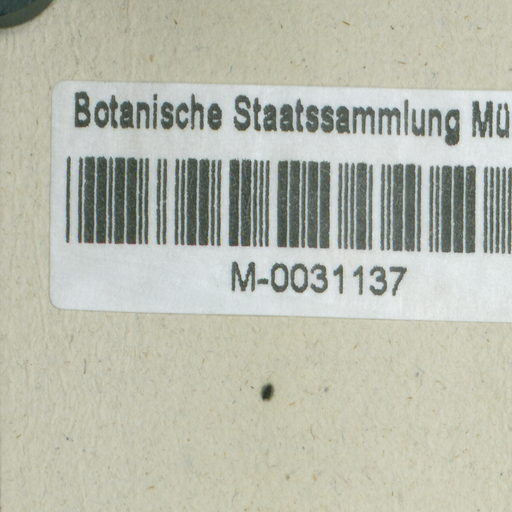 Botanische Staatssammlung Mü
M-0031137